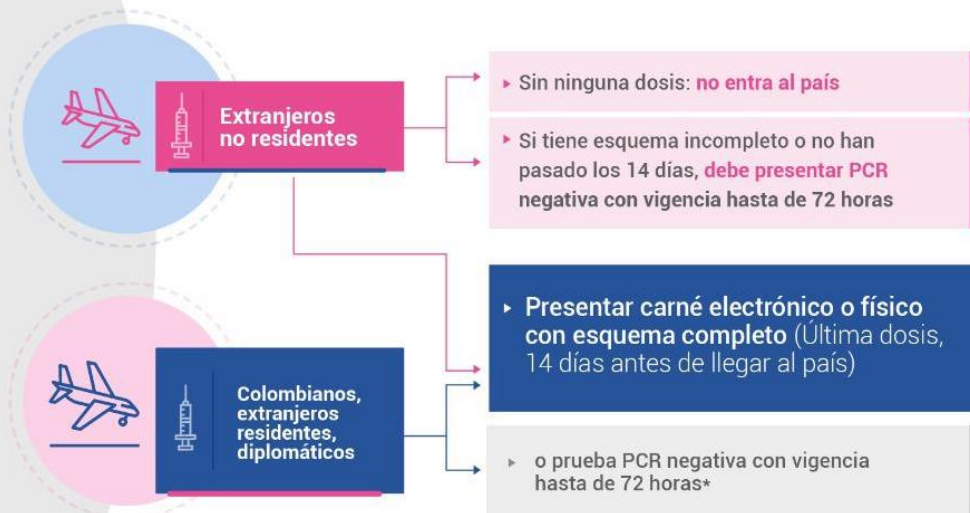 Extranjeros
no residentes
▸ Sin ninguna dosis: no entra al país
▸ Si tiene esquema incompleto o no han
pasado los 14 días, debe presentar PCR
negativa con vigencia hasta de 72 horas
Colombianos,
extranjeros
residentes,
diplomáticos
▸ Presentar carné electrónico o físico
con esquema completo (Última dosis,
14 días antes de llegar al país)
▸ o prueba PCR negativa con vigencia
hasta de 72 horas*